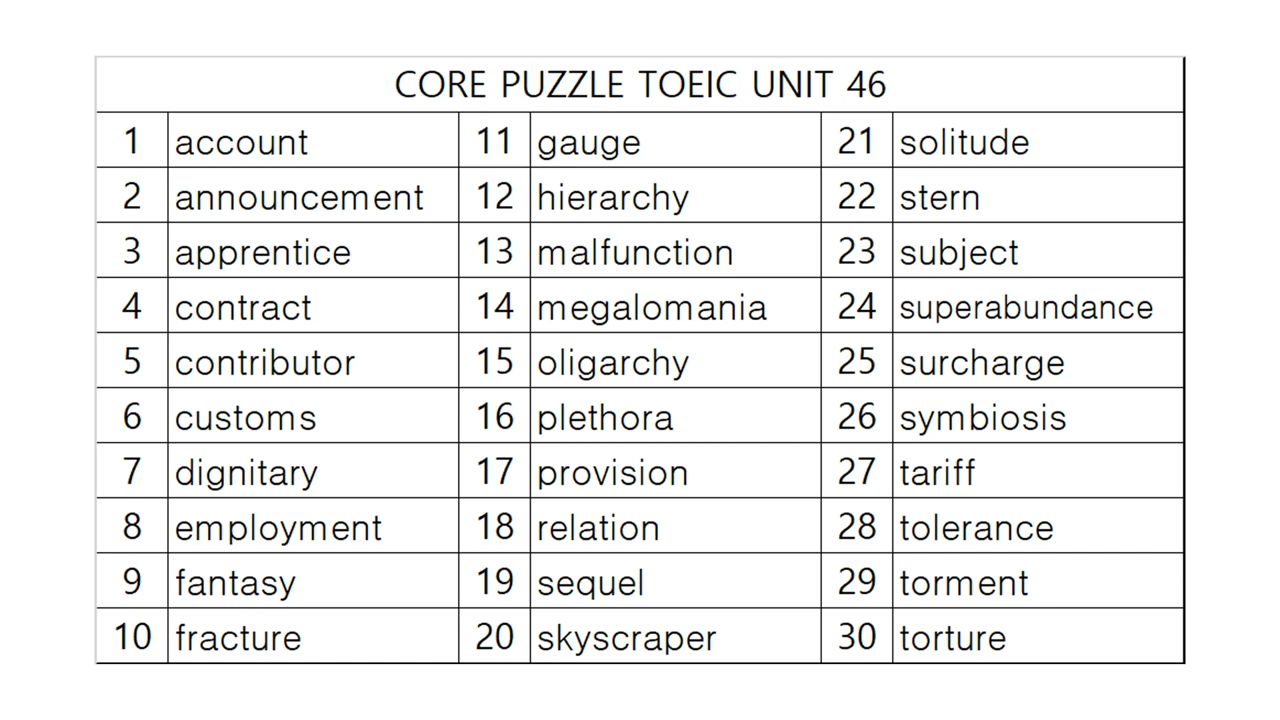 CORE PUZZLE TOEIC UNIT 46
1 account 11 gauge 21 solitude
2 announcement 12 hierarchy 22 stern
3 apprentice 13 malfunction 23 subject
4 contract 14 megalomania 24 superabundance
5 contributor 15 oligarchy 25 surcharge
6 customs 16 plethora 26 symbiosis
7 dignitary 17 provision 27 tariff
8 employment 18 relation 28 tolerance
9 fantasy 19 sequel 29 torment
10 fracture 20 skyscraper 30 torture